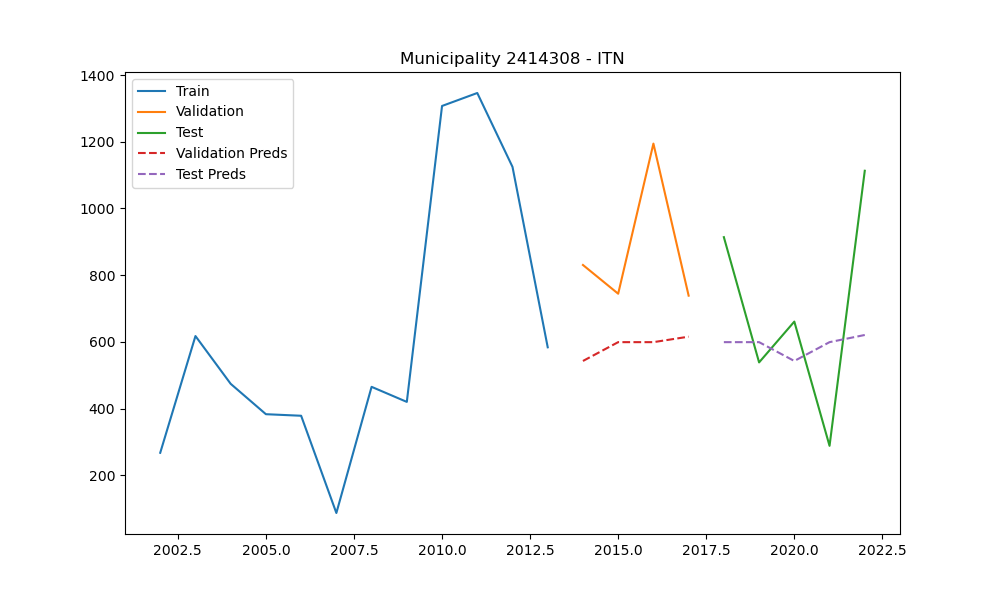 Municipality 2414308 - ITN
1400
1200
1000
800
600
400
200
Train
Validation
Test
Validation Preds
Test Preds
2002.5 2005.0 2007.5 2010.0 2012.5 2015.0 2017.5 2020.0 2022.5